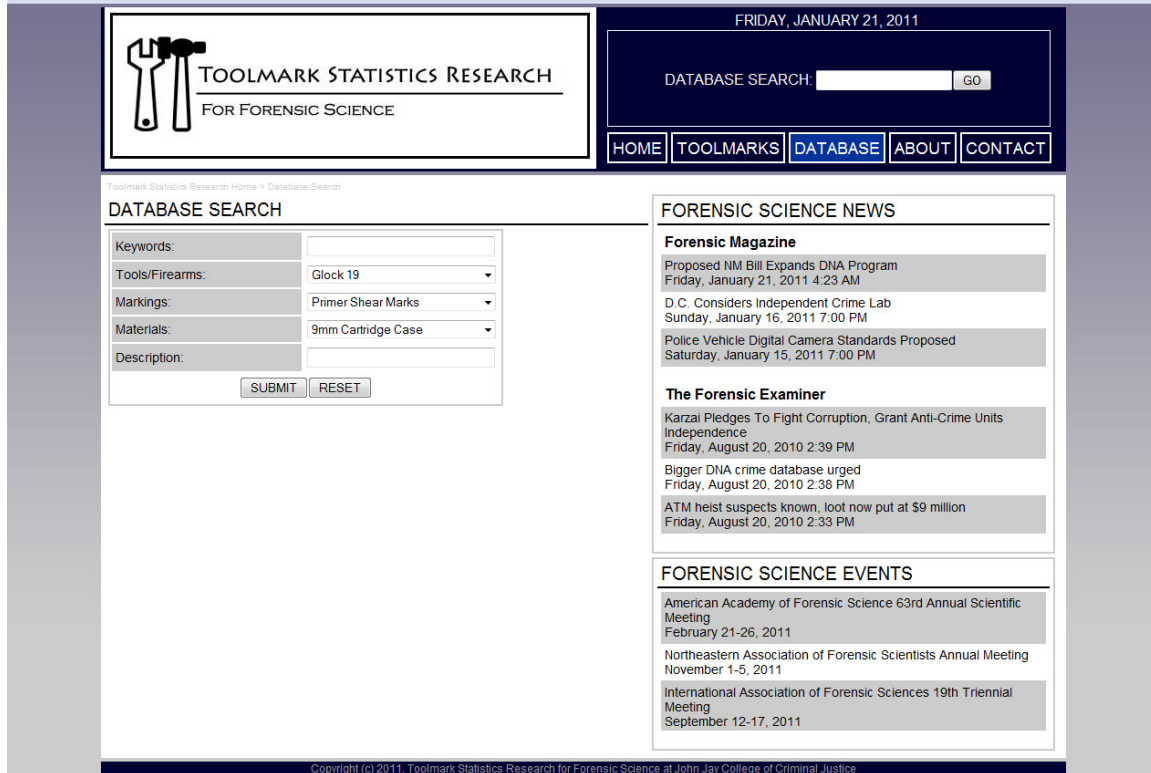 TOOLMARK STATISTICS RESEARCH
FOR FORENSIC SCIENCE
FRIDAY, JANUARY 21, 2011
DATABASE SEARCH: GO
HOME TOOLMARKS DATABASE ABOUT CONTACT
Toolmark Statistics Research Home > Database Search
DATABASE SEARCH
Keywords:
Tools/Firearms: Glock 19
Markings: Primer Shear Marks
Materials: 9mm Cartridge Case
Description:
SUBMIT RESET
FORENSIC SCIENCE NEWS
Forensic Magazine
Proposed NM Bill Expands DNA Program
Friday, January 21, 2011 4:23 AM
D.C. Considers Independent Crime Lab
Sunday, January 16, 2011 7:00 PM
Police Vehicle Digital Camera Standards Proposed
Saturday, January 15, 2011 7:00 PM
The Forensic Examiner
Karzai Pledges To Fight Corruption, Grant Anti-Crime Units
Independence
Friday, August 20, 2010 2:39 PM
Bigger DNA crime database urged
Friday, August 20, 2010 2:38 PM
ATM heist suspects known, loot now put at $9 million
Friday, August 20, 2010 2:33 PM
FORENSIC SCIENCE EVENTS
American Academy of Forensic Science 63rd Annual Scientific
Meeting
February 21-26, 2011
Northeastern Association of Forensic Scientists Annual Meeting
November 1-5, 2011
International Association of Forensic Sciences 19th Triennial
Meeting
September 12-17, 2011
Copyright (c) 2011, Toolmark Statistics Research for Forensic Science at John Jay College of Criminal Justice